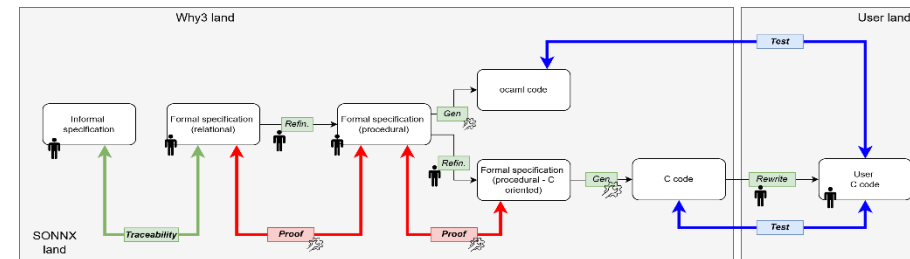 Why3 land
User land
Test
ocaml code
Gen
Informal
specification
Formal specification
(relational)
Refin.
Formal specification
(procedural)
Refin.
Formal specification
(procedural - C
oriented)
Gen.
C code
Rewrite
User
C code
SONNX
land
Traceability
Proof
Proof
Test